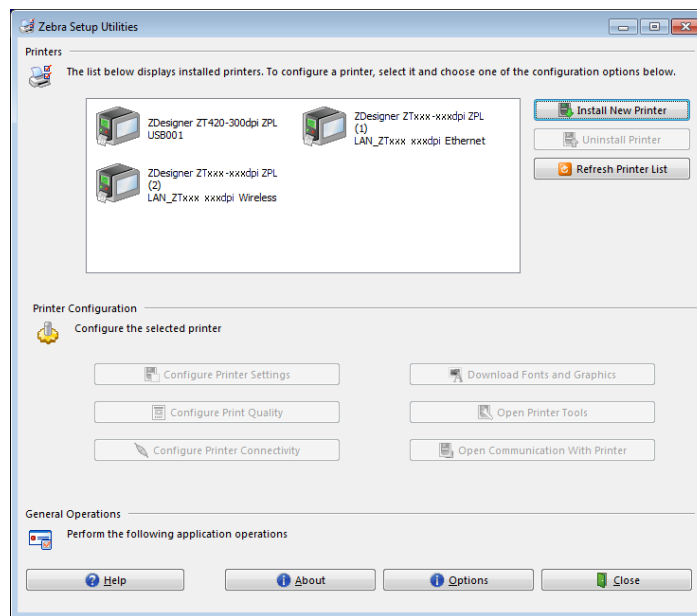 Zebra Setup Utilities
Printers
The list below displays installed printers. To configure a printer, select it and choose one of the configuration options below.
ZDesigner ZT420-300dpi ZPL
USB001
ZDesigner ZTxxx-xxxdpi ZPL
(1)
LAN_ZTxxx xxxdpi Ethernet
ZDesigner ZTxxx-xxxdpi ZPL
(2)
LAN_ZTxxx xxxdpi Wireless
Install New Printer
Uninstall Printer
Refresh Printer List
Printer Configuration
Configure the selected printer
Configure Printer Settings
Download Fonts and Graphics
Configure Print Quality
Open Printer Tools
Configure Printer Connectivity
Open Communication With Printer
General Operations
Perform the following application operations
Help
About
Options
Close